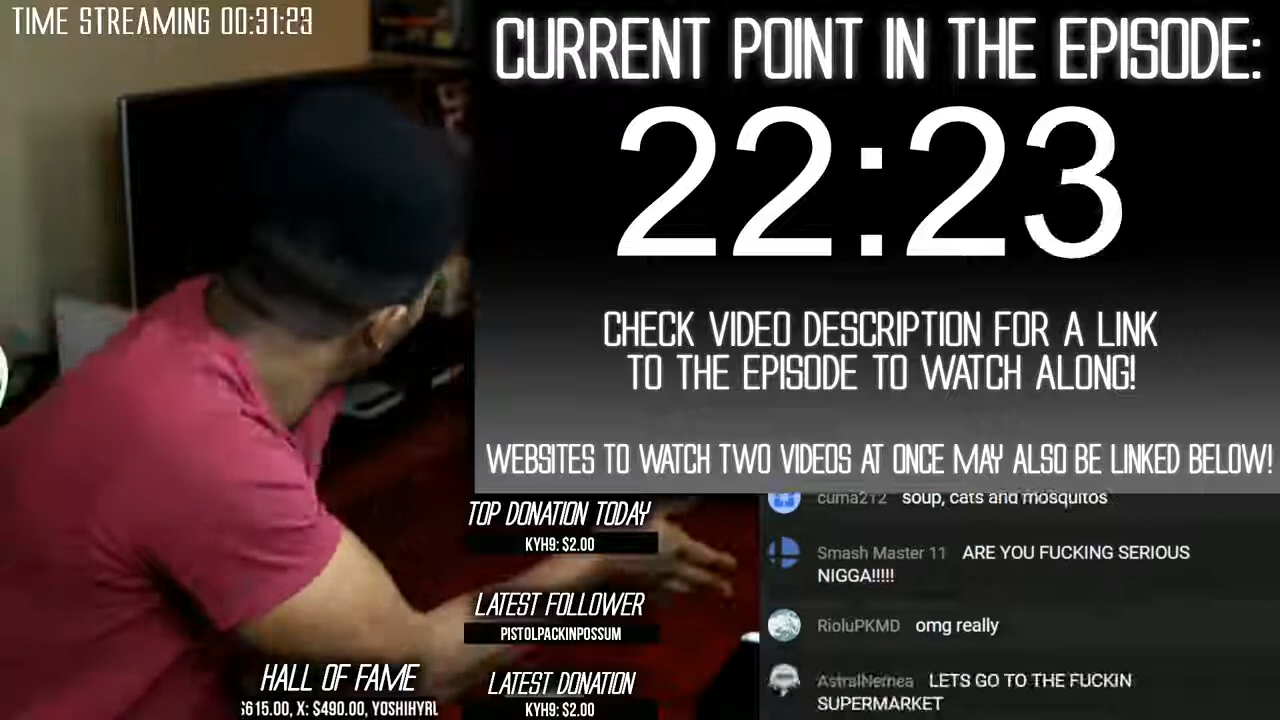 TIME STREAMING 00:31:23
CURRENT POINT IN THE EPISODE:
22:23
CHECK VIDEO DESCRIPTION FOR A LINK
TO THE EPISODE TO WATCH ALONG!
WEBSITES TO WATCH TWO VIDEOS AT ONCE MAY ALSO BE LINKED BELOW!
cuma212 soup, cats and mosquitos
TOP DONATION TODAY
KYH9: $2.00
Smash Master 11 ARE YOU FUCKING SERIOUS
NIGGA!!!!!
LATEST FOLLOWER
PISTOLPACKINPOSSUM
RioluPKMD omg really
HALL OF FAME
$615.00, X: $490.00, YOSHIHYRU
LATEST DONATION
KYH9: $2.00
AstralNemea LETS GO TO THE FUCKIN
SUPERMARKET